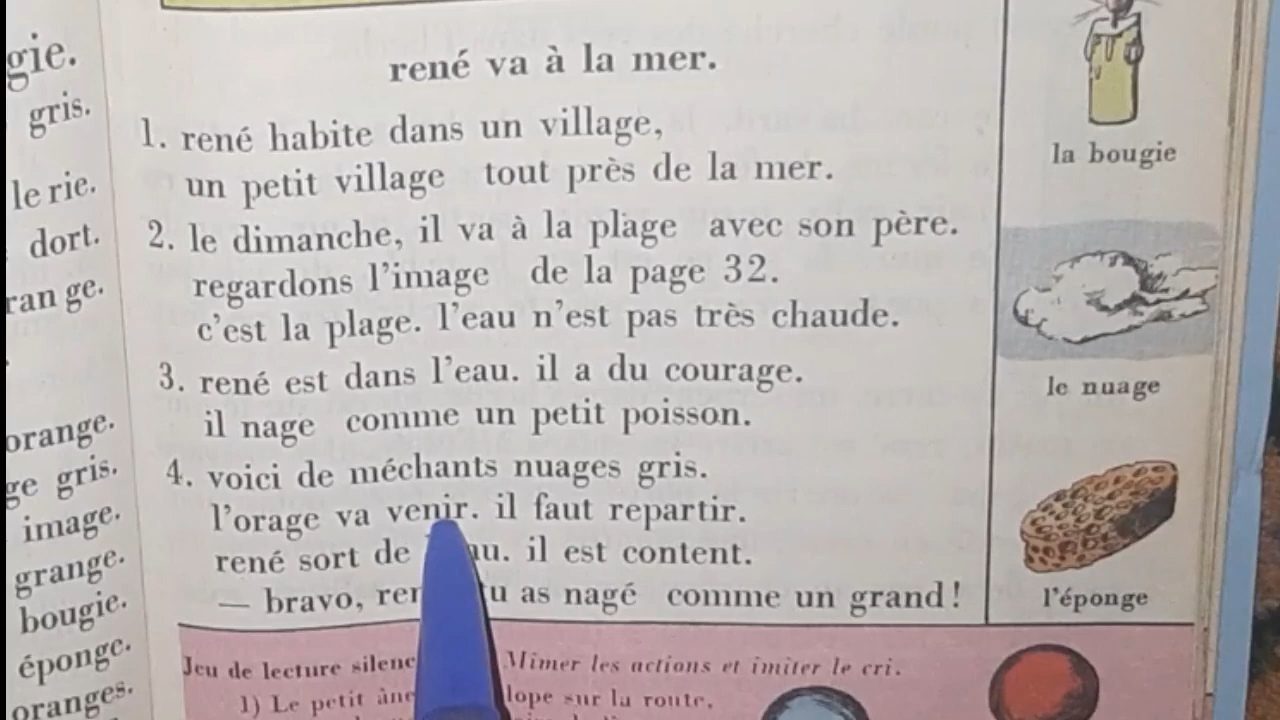 gie.
gris.
le rie.
dort.
ran ge.
orange.
ge gris.
image.
grange.
bougie.
éponge.
oranges.
rené va à la mer.
1. rené habite dans un village,
un petit village tout près de la mer.
2. le dimanche, il va à la plage avec son père.
regardons l'image de la page 32.
c'est la plage. l'eau n'est pas très chaude.
3. rené est dans l'eau. il a du courage.
il nage comme un petit poisson.
4. voici de méchants nuages gris.
l'orage va venir. il faut repartir.
rené sort de au. il est content.
— bravo, ren u as nagé comme un grand !
Jeu de lecture silenc Mimer les actions et imiter le cri.
1) Le petit âne lope sur la route,
la bougie
le nuage
l'éponge